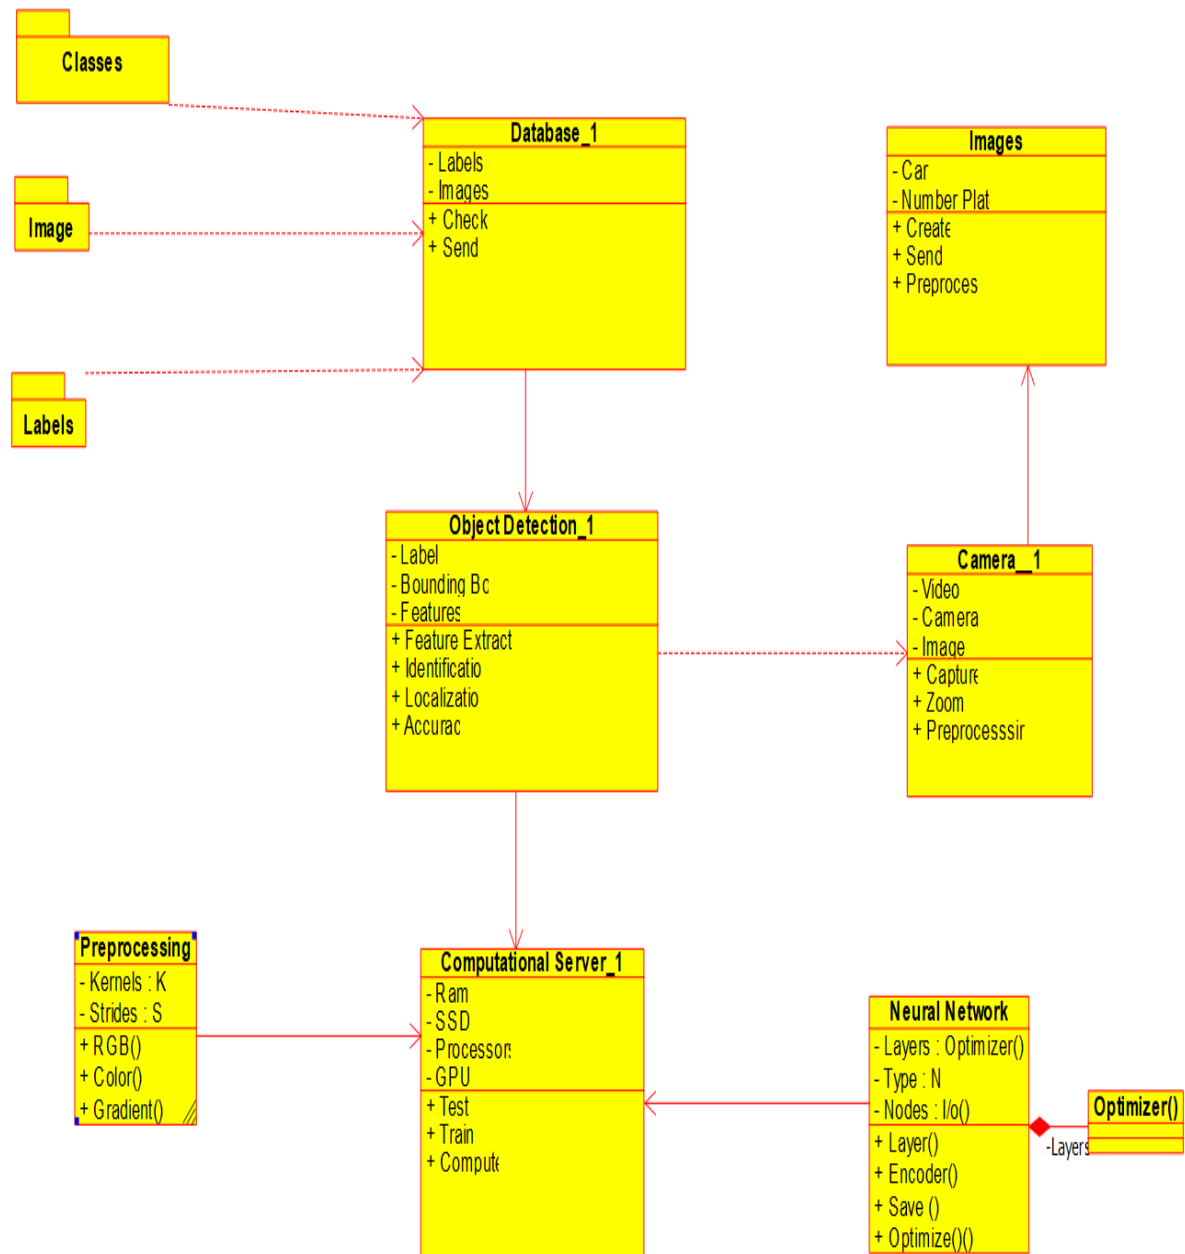 Classes
Database_1
- Labels
- Images
+ Check
+ Send
Images
- Car
- Number Plat
+ Create
+ Send
+ Preproces
Image
Labels
Object Detection_1
- Label
- Bounding Bo
- Features
+ Feature Extract
+ Identificatio
+ Localizatio
+ Accurac
Camera__1
- Video
- Camera
- Image
+ Capture
+ Zoom
+ Preprocesssin
Preprocessing
- Kernels : K
- Strides : S
+ RGB()
+ Color()
+ Gradient()
Computational Server_1
- Ram
- SSD
- Processors
- GPU
+ Test
+ Train
+ Compute
Neural Network
- Layers : Optimizer()
- Type : N
- Nodes : I/o()
+ Layer()
+ Encoder()
+ Save ()
+ Optimize()()
-Layers
Optimizer()